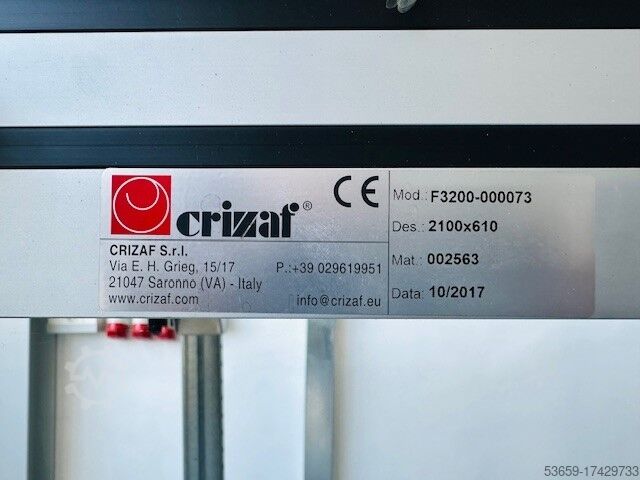 crizaf®
CE
CRIZAF S.r.l.
Via E. H. Grieg, 15/17 P.:+39 029619951
21047 Saronno (VA) - Italy
www.crizaf.com info@crizaf.eu
Mod.: F3200-000073
Des.: 2100x610
Mat.: 002563
Data: 10/2017
53659-17429733